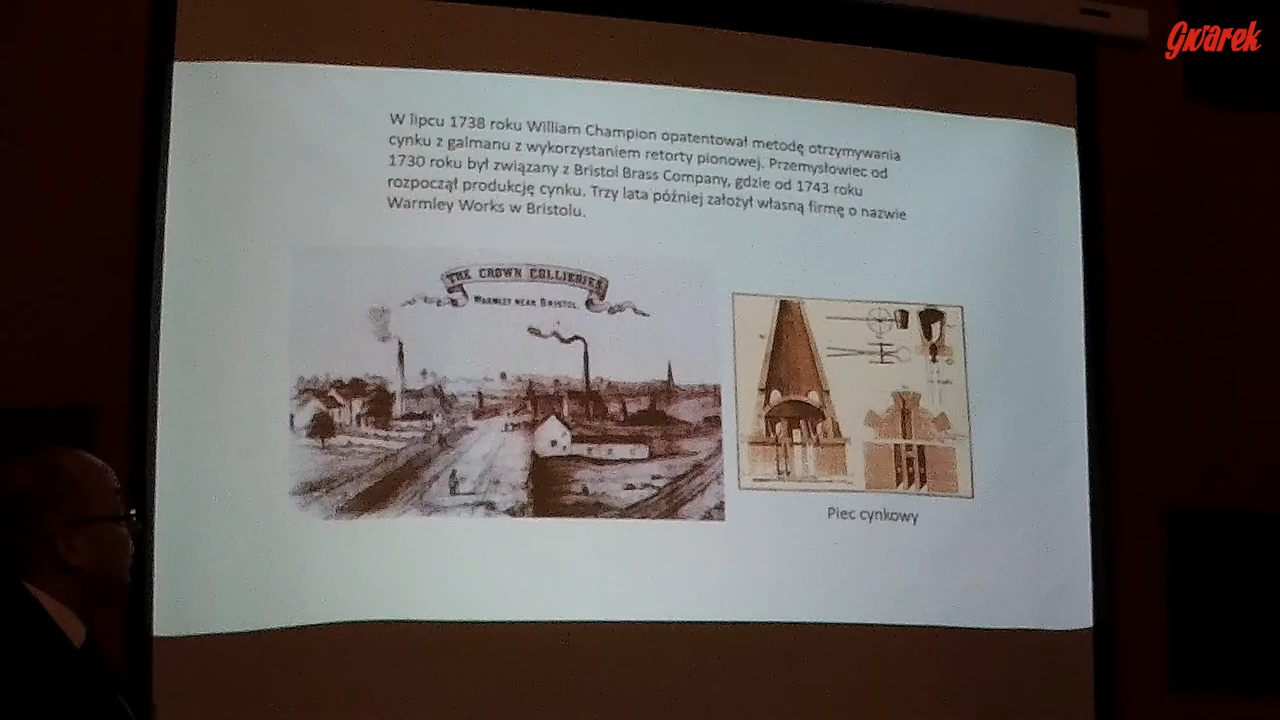 Gwarek
W lipcu 1738 roku William Champion opatentował metodę otrzymywania
cynku z galmanu z wykorzystaniem retorty pionowej. Przemysłowiec od
1730 roku był związany z Bristol Brass Company, gdzie od 1743 roku
rozpoczął produkcję cynku. Trzy lata później założył własną firmę o nazwie
Warmley Works w Bristolu.
THE CROWN COLLIERIES
WARMLEY NEAR BRISTOL.
Piec cynkowy